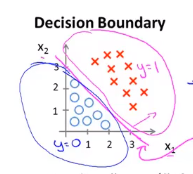 Decision Boundary
x₂
3
y=1
2
1
y=0 1 2 3 x₁